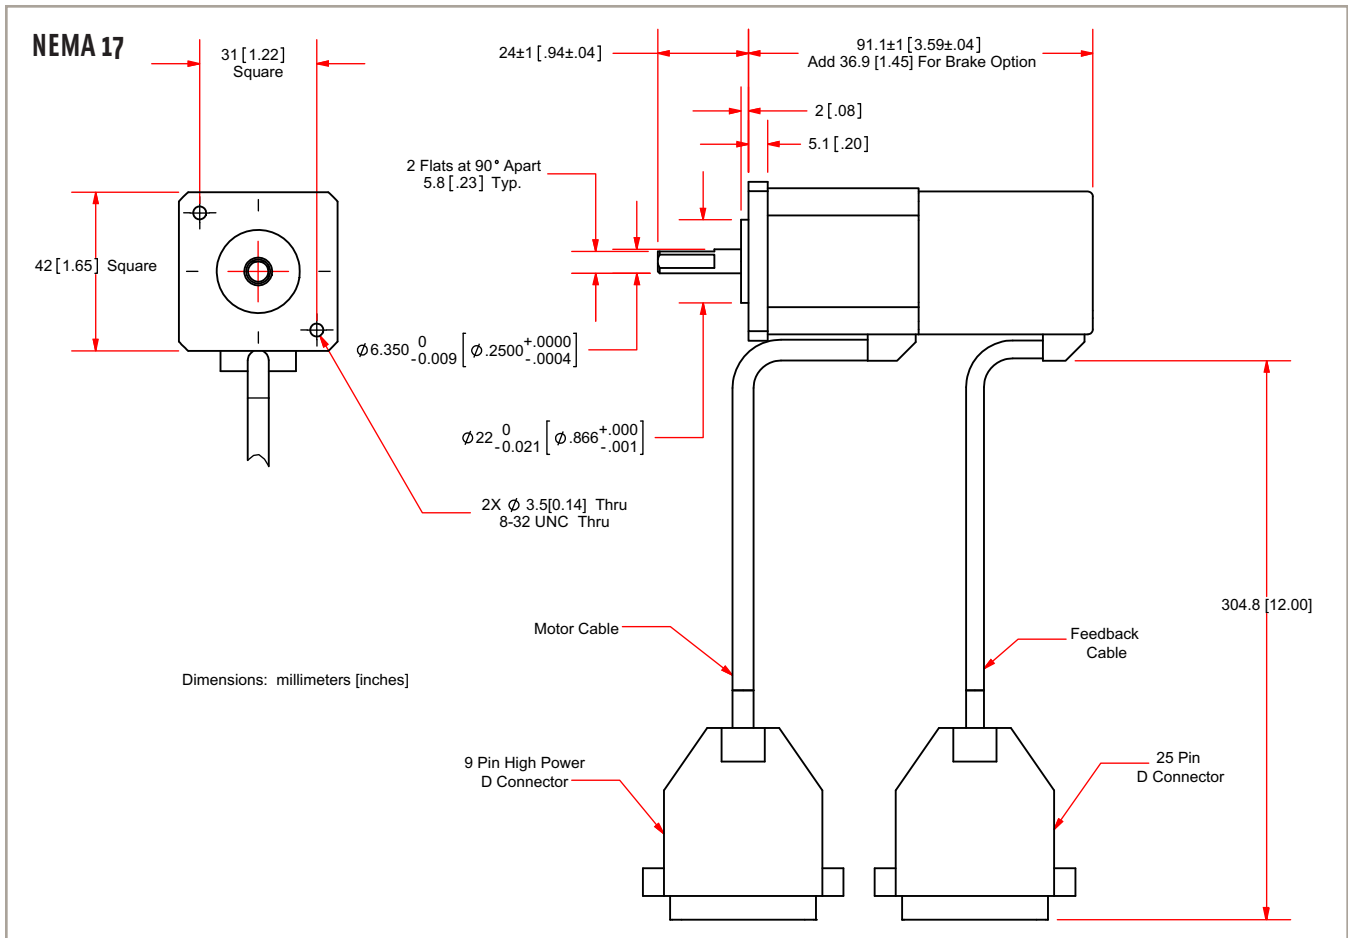 NEMA 17
31 [1.22]
Square
24±1 [.94±.04]
91.1±1 [3.59±.04]
Add 36.9 [1.45] For Brake Option
2 [.08]
5.1 [.20]
2 Flats at 90° Apart
5.8 [.23] Typ.
42 [1.65] Square
Ø6.350 0 -0.009 [Ø.2500 +.0000 -.0004]
Ø22 0 -0.021 [Ø.866 +.000 -.001]
2X Ø 3.5[0.14] Thru
8-32 UNC Thru
304.8 [12.00]
Motor Cable
Feedback
Cable
Dimensions: millimeters [inches]
9 Pin High Power
D Connector
25 Pin
D Connector